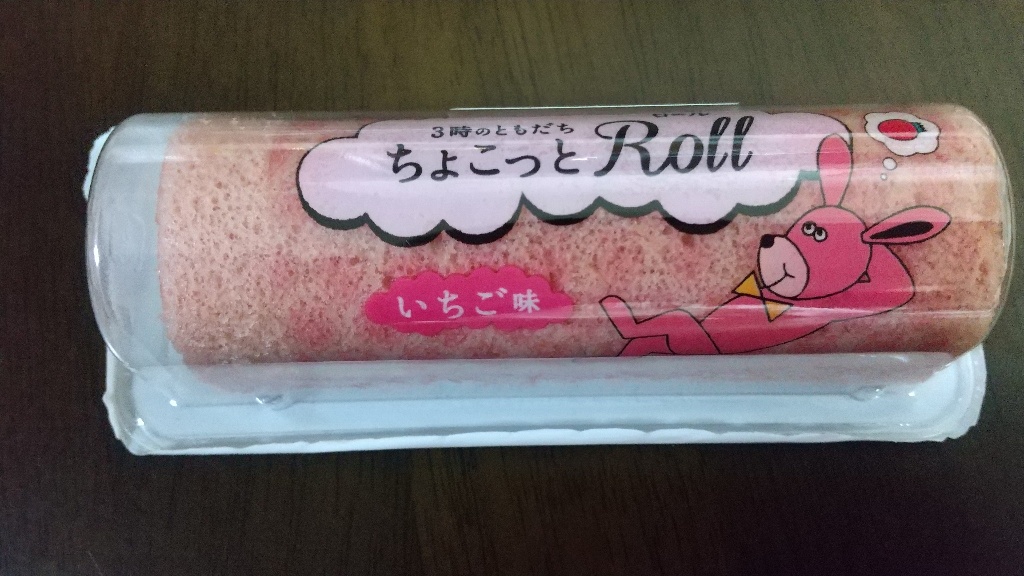 3時のともだち
ロール
ちょこっとRoll
いちご味